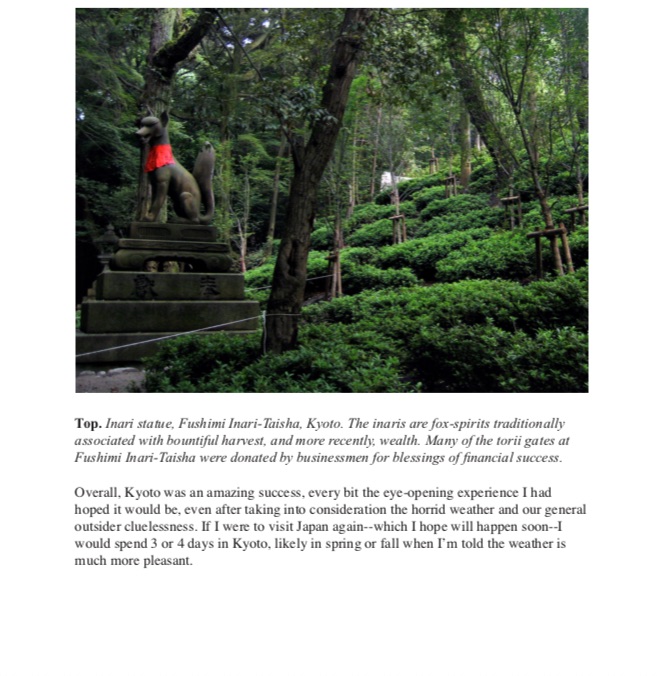 Top. Inari statue, Fushimi Inari-Taisha, Kyoto. The inaris are fox-spirits traditionally
associated with bountiful harvest, and more recently, wealth. Many of the torii gates at
Fushimi Inari-Taisha were donated by businessmen for blessings of financial success.
Overall, Kyoto was an amazing success, every bit the eye-opening experience I had
hoped it would be, even after taking into consideration the horrid weather and our general
outsider cluelessness. If I were to visit Japan again--which I hope will happen soon--I
would spend 3 or 4 days in Kyoto, likely in spring or fall when I'm told the weather is
much more pleasant.